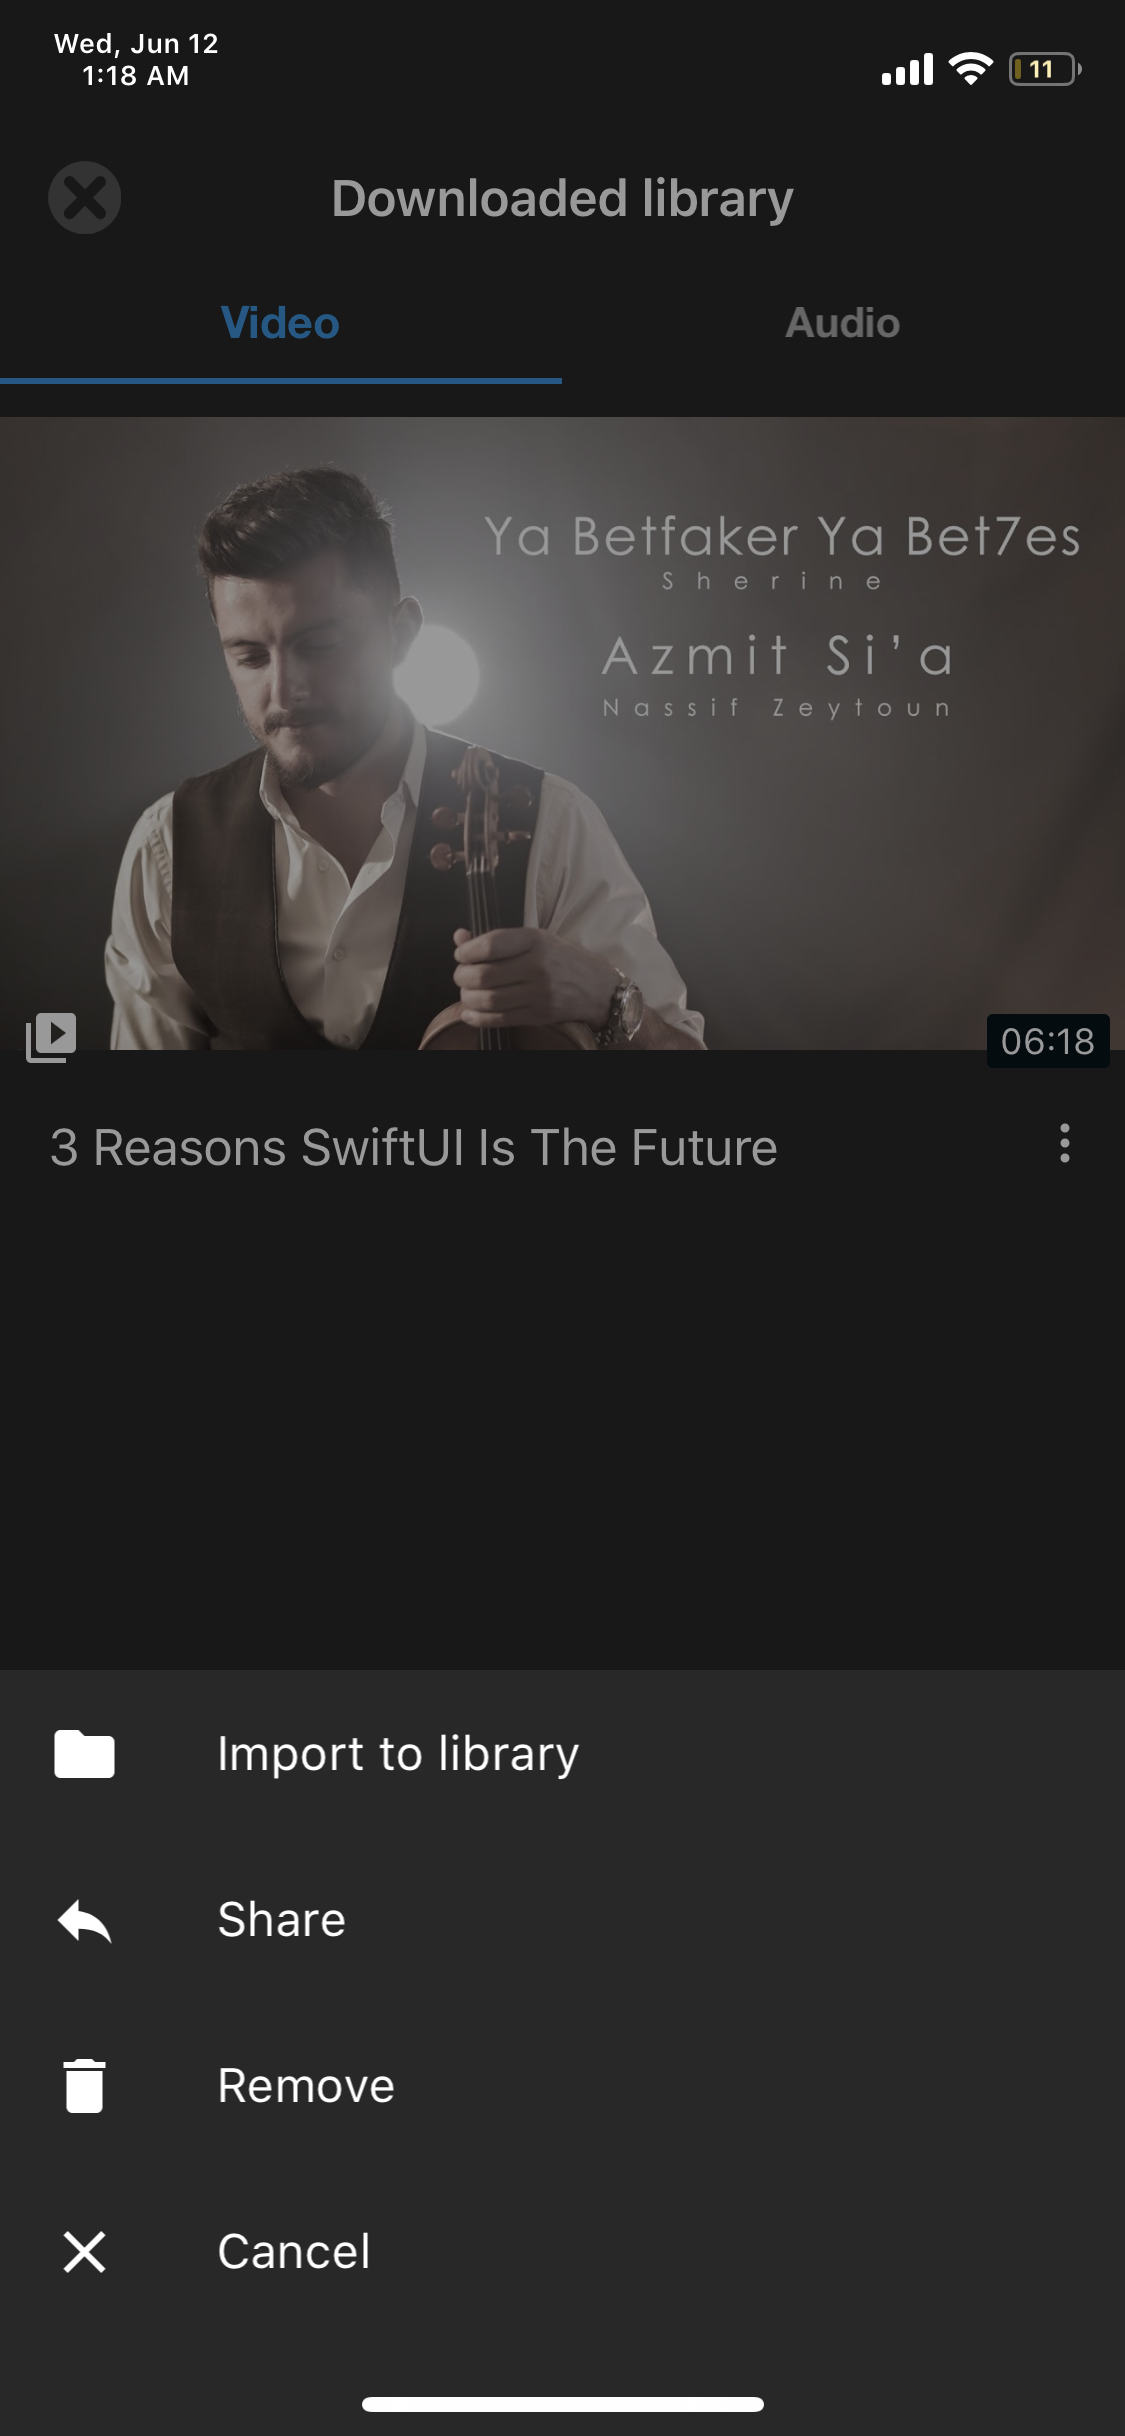 Wed, Jun 12
1:18 AM
11
Downloaded library
Video
Audio
Ya Betfaker Ya Bet7es
Sherine
Azmit Si’a
Nassif Zeytoun
06:18
3 Reasons SwiftUI Is The Future
Import to library
Share
Remove
Cancel